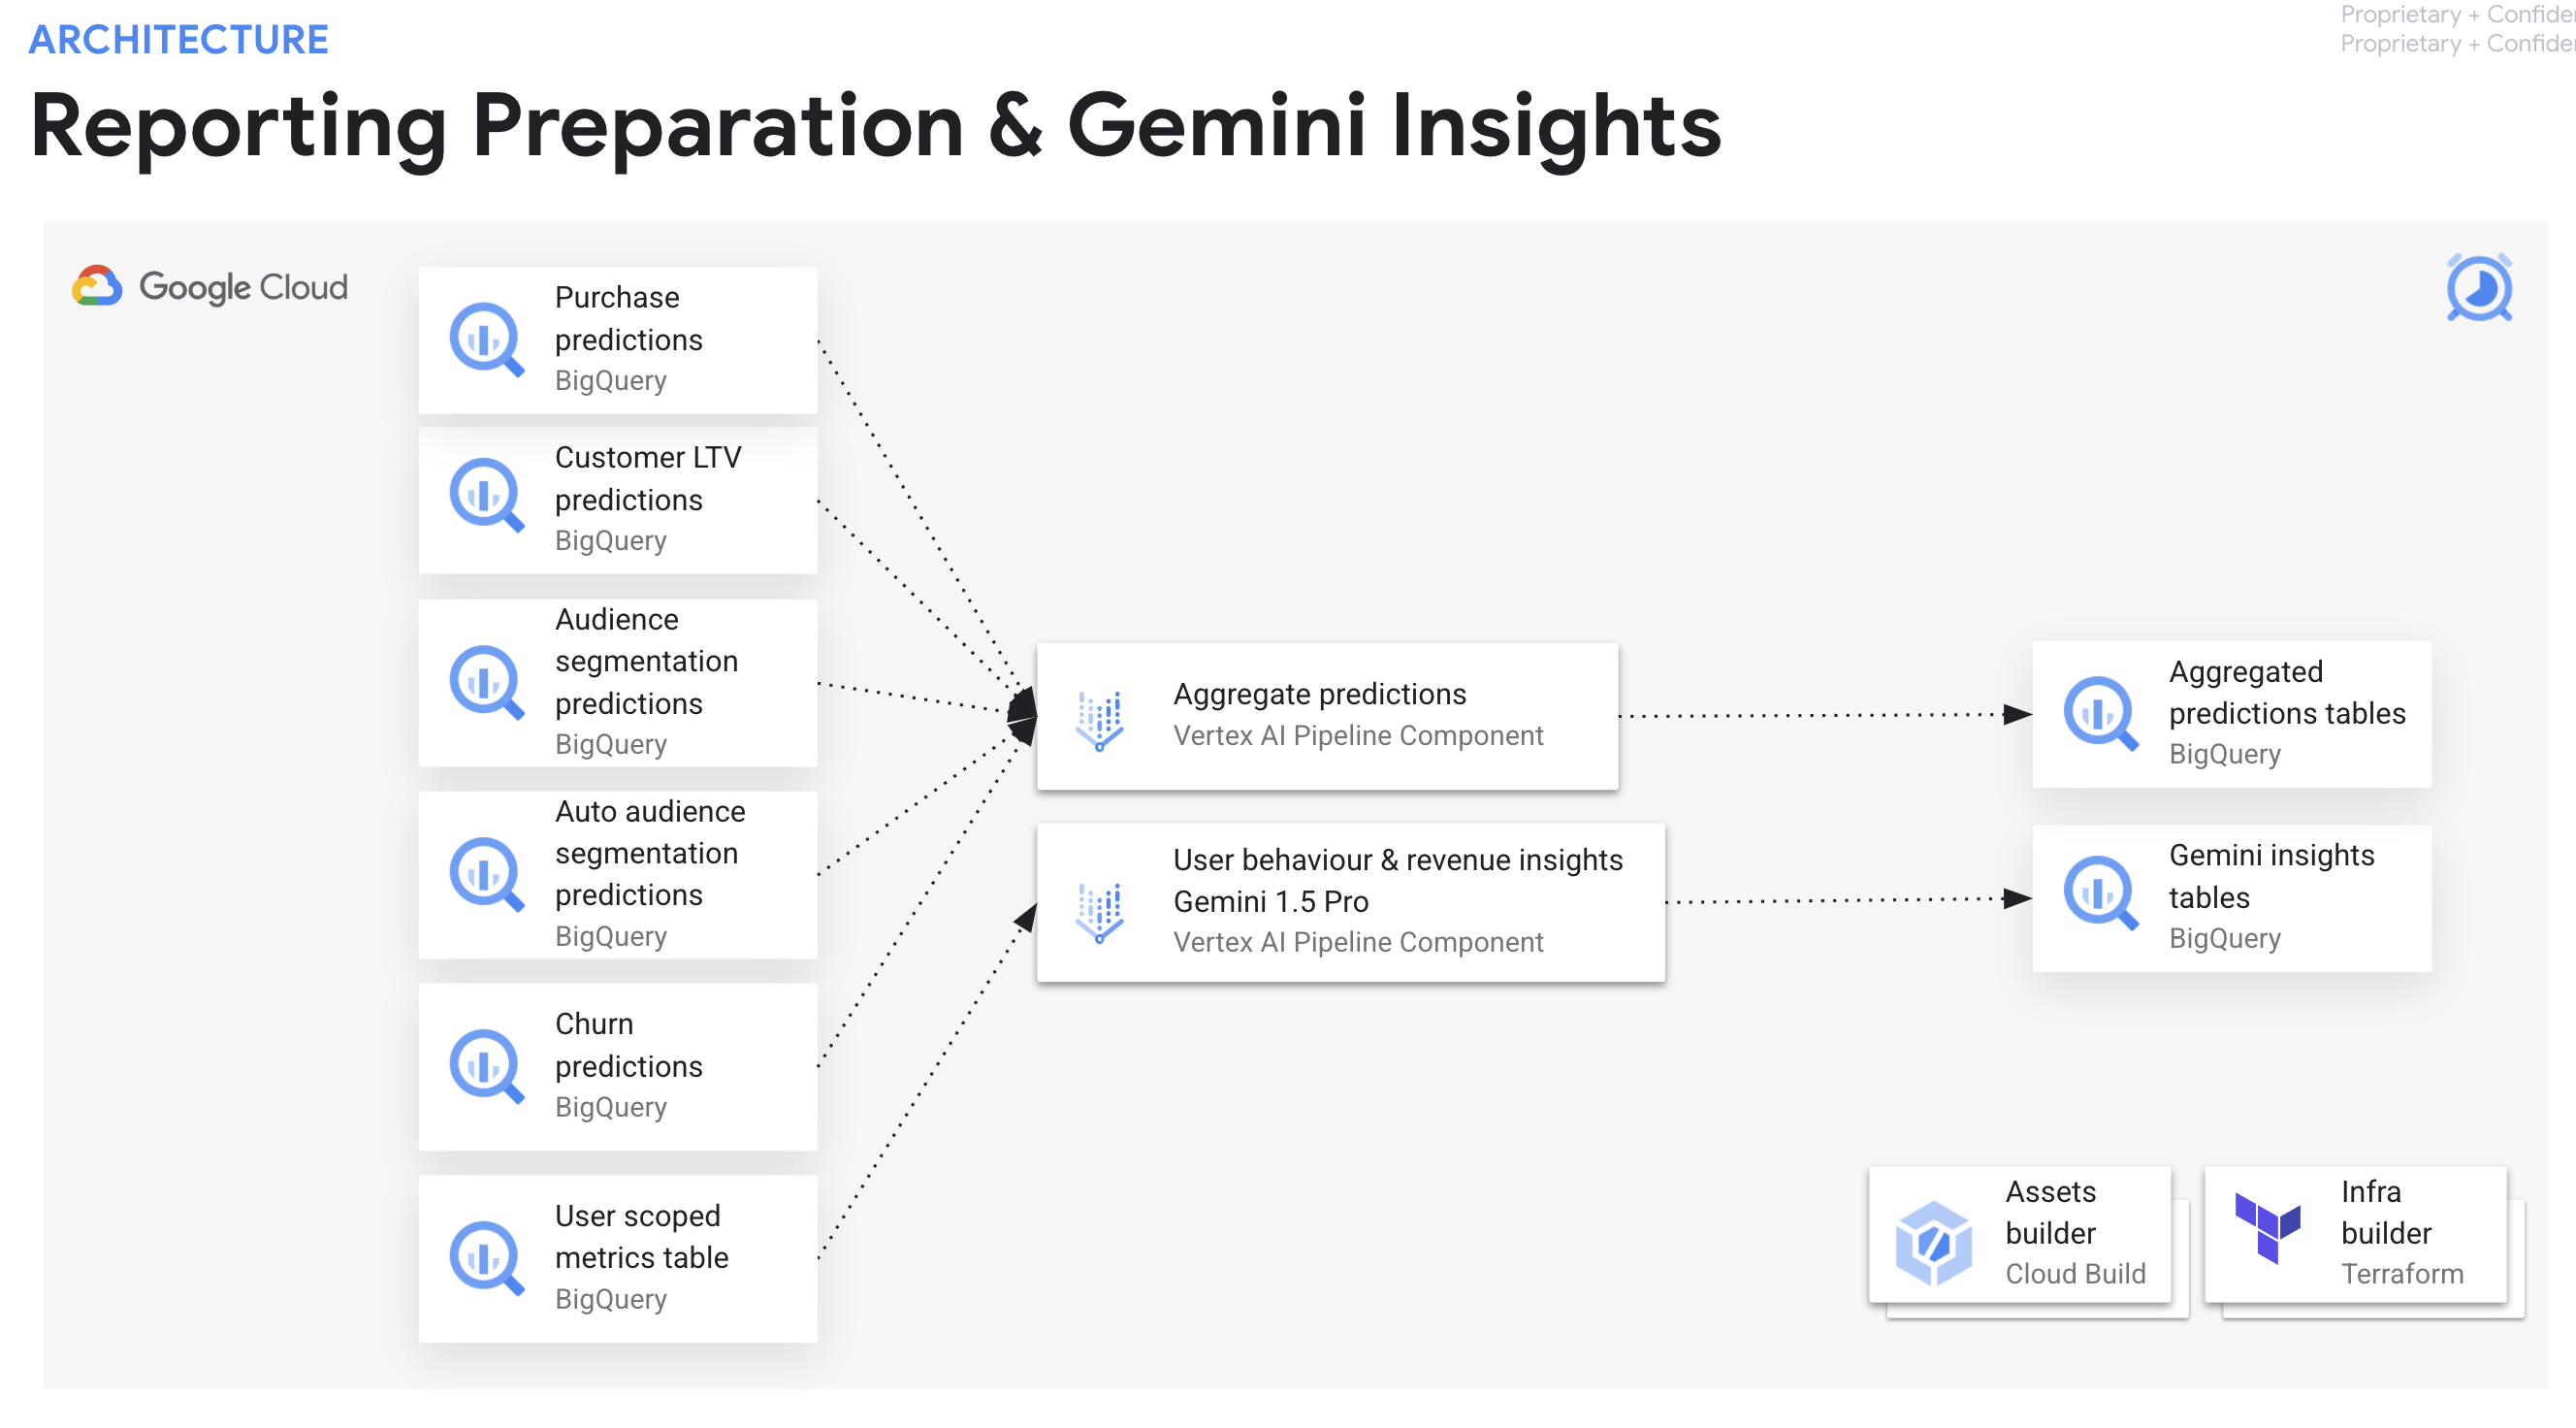 ARCHITECTURE
Proprietary + Confider
Proprietary + Confider
Reporting Preparation & Gemini Insights
Google Cloud
Purchase
predictions
BigQuery
Customer LTV
predictions
BigQuery
Audience
segmentation
predictions
BigQuery
Auto audience
segmentation
predictions
BigQuery
Churn
predictions
BigQuery
User scoped
metrics table
BigQuery
Aggregate predictions
Vertex AI Pipeline Component
User behaviour & revenue insights
Gemini 1.5 Pro
Vertex AI Pipeline Component
Aggregated
predictions tables
BigQuery
Gemini insights
tables
BigQuery
Assets
builder
Cloud Build
Infra
builder
Terraform